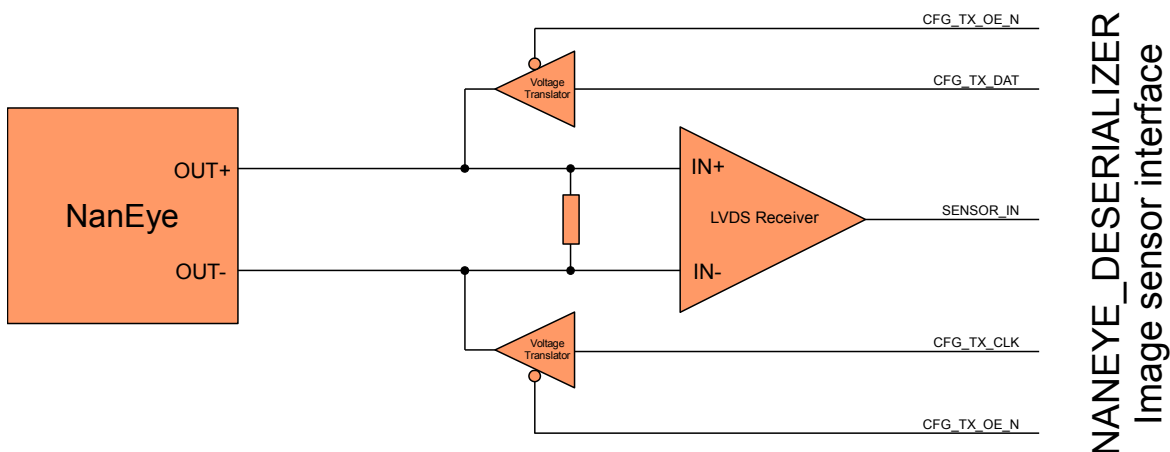 CFG_TX_OE_N
Voltage
Translator
CFG_TX_DAT
OUT+
IN+
NanEye
LVDS Receiver
SENSOR_IN
OUT-
IN-
Voltage
Translator
CFG_TX_CLK
CFG_TX_OE_N
NANEYE_DESERIALIZER
Image sensor interface